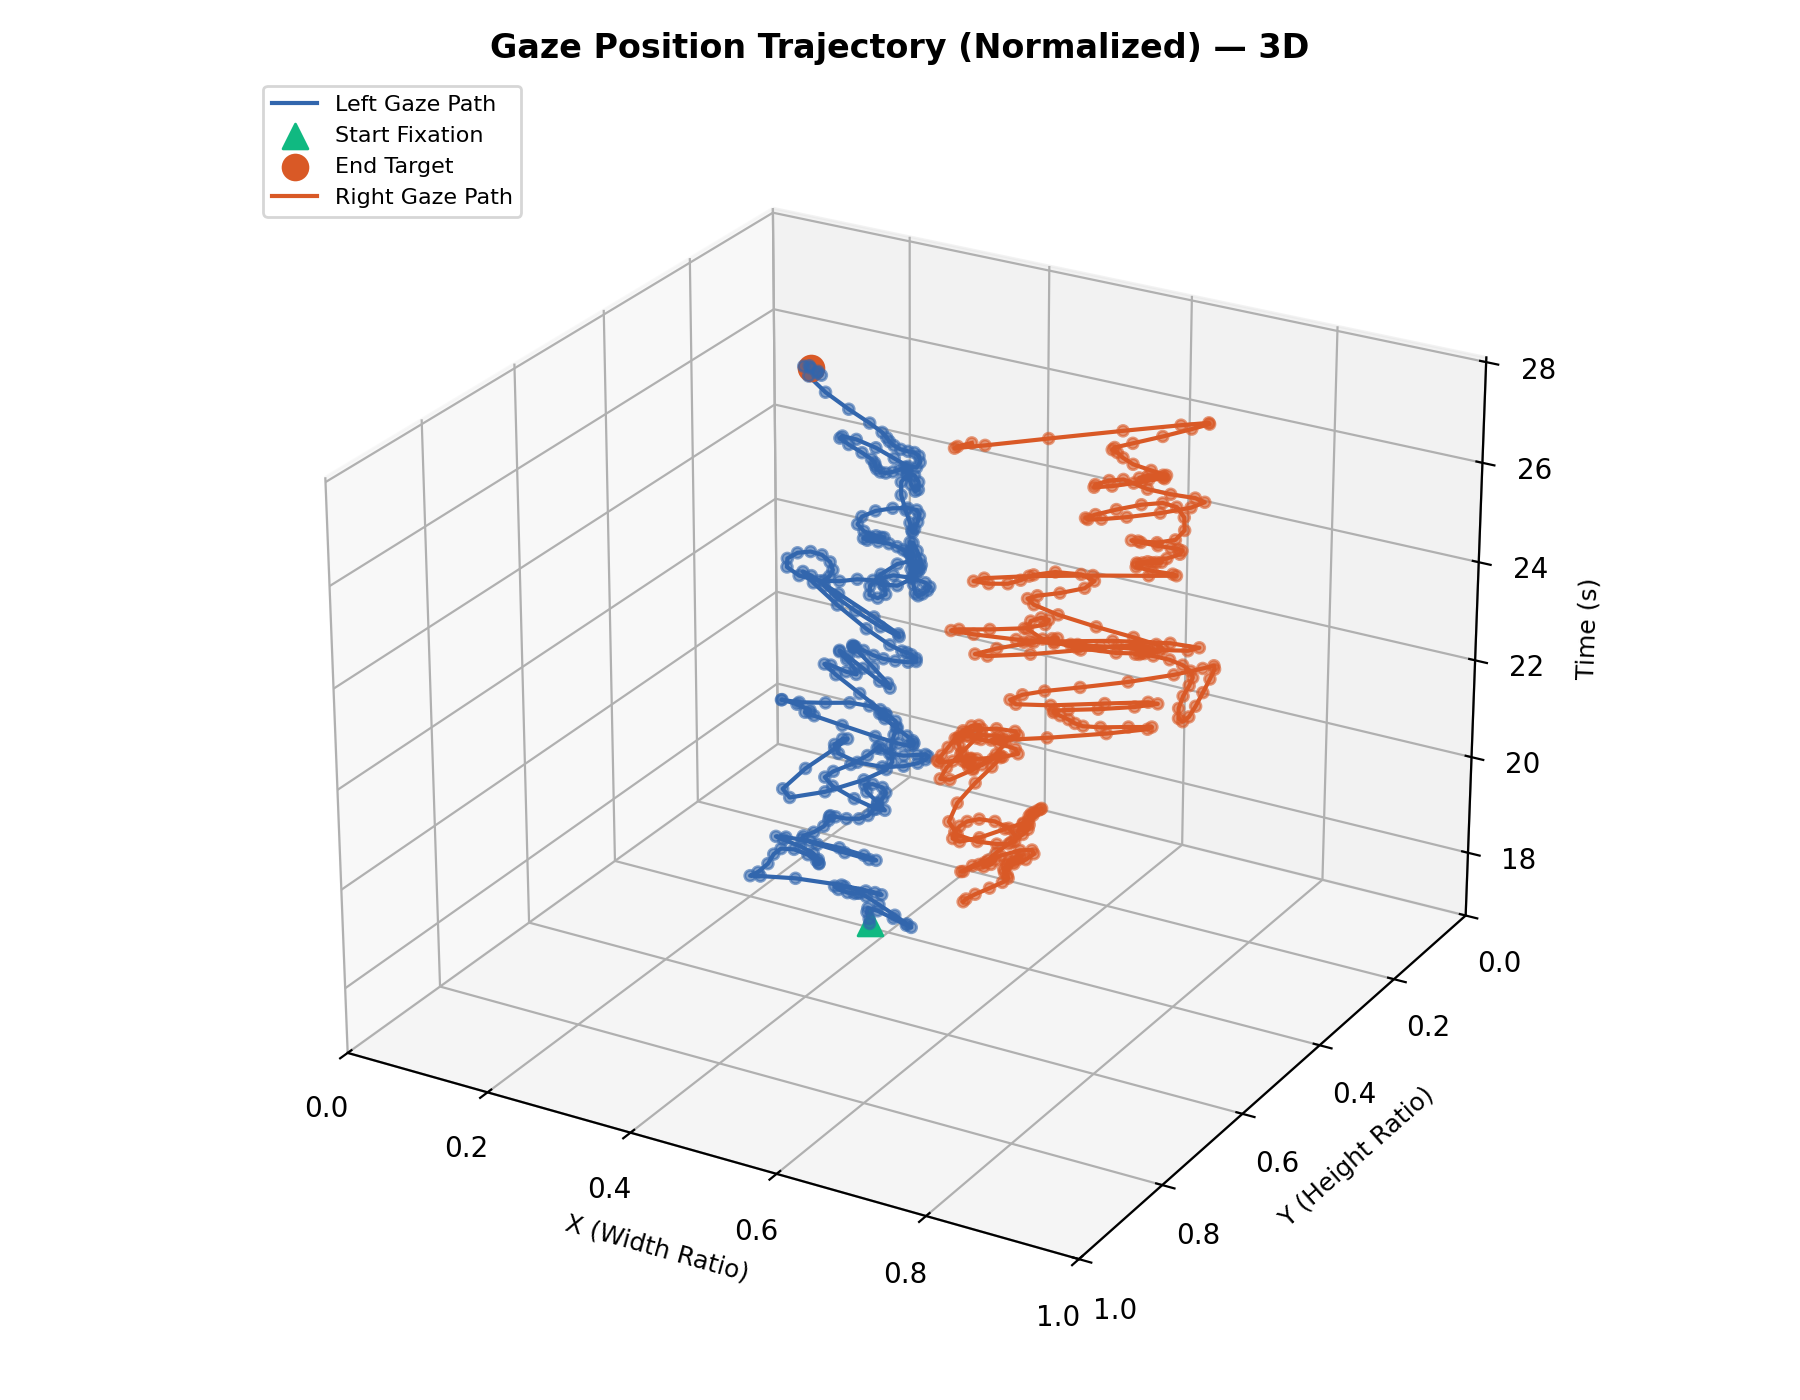 Gaze Position Trajectory (Normalized) — 3D
Left Gaze Path
Start Fixation
End Target
Right Gaze Path
28
26
24
22
20
18
Time (s)
0.0
0.2
0.4
0.6
0.8
1.0
Y (Height Ratio)
0.0
0.2
0.4
0.6
0.8
1.0
X (Width Ratio)